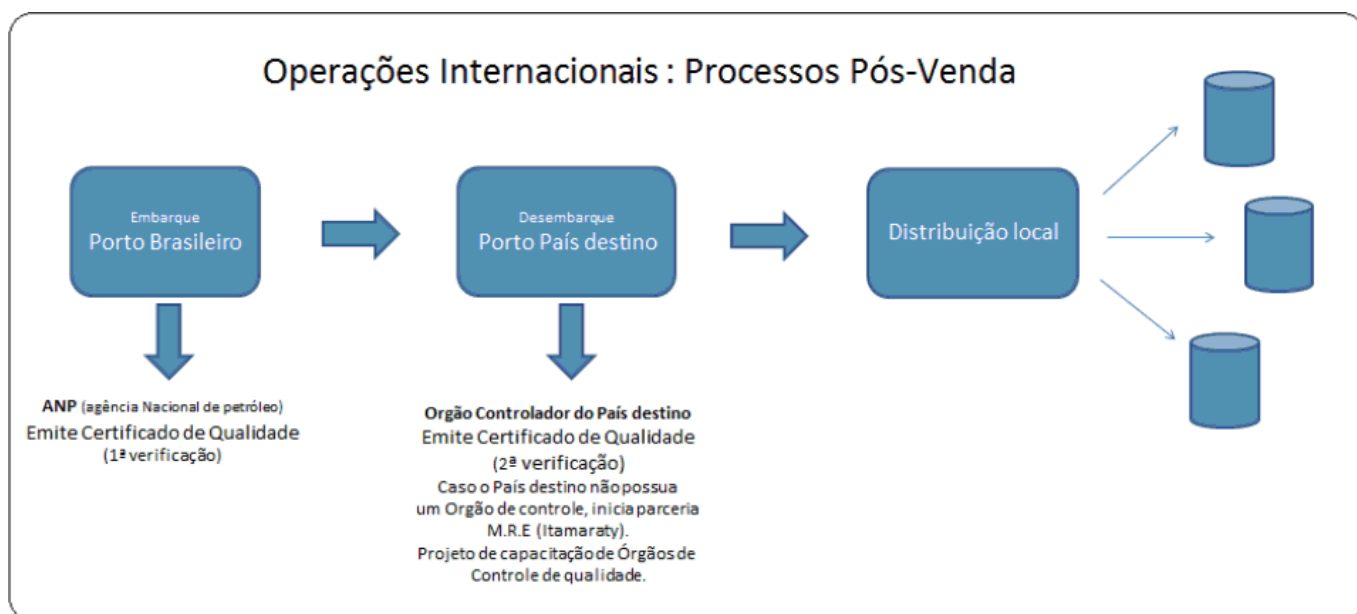 Operações Internacionais : Processos Pós-Venda
Embarque
Porto Brasileiro
Desembarque
Porto País destino
Distribuição local
ANP (agência Nacional de petróleo)
Emite Certificado de Qualidade
(1ª verificação)
Orgão Controlador do País destino
Emite Certificado de Qualidade
(2ª verificação)
Caso o País destino não possua
um Orgão de controle, inicia parceria
M.R.E (Itamaraty).
Projeto de capacitação de Órgãos de
Controle de qualidade.